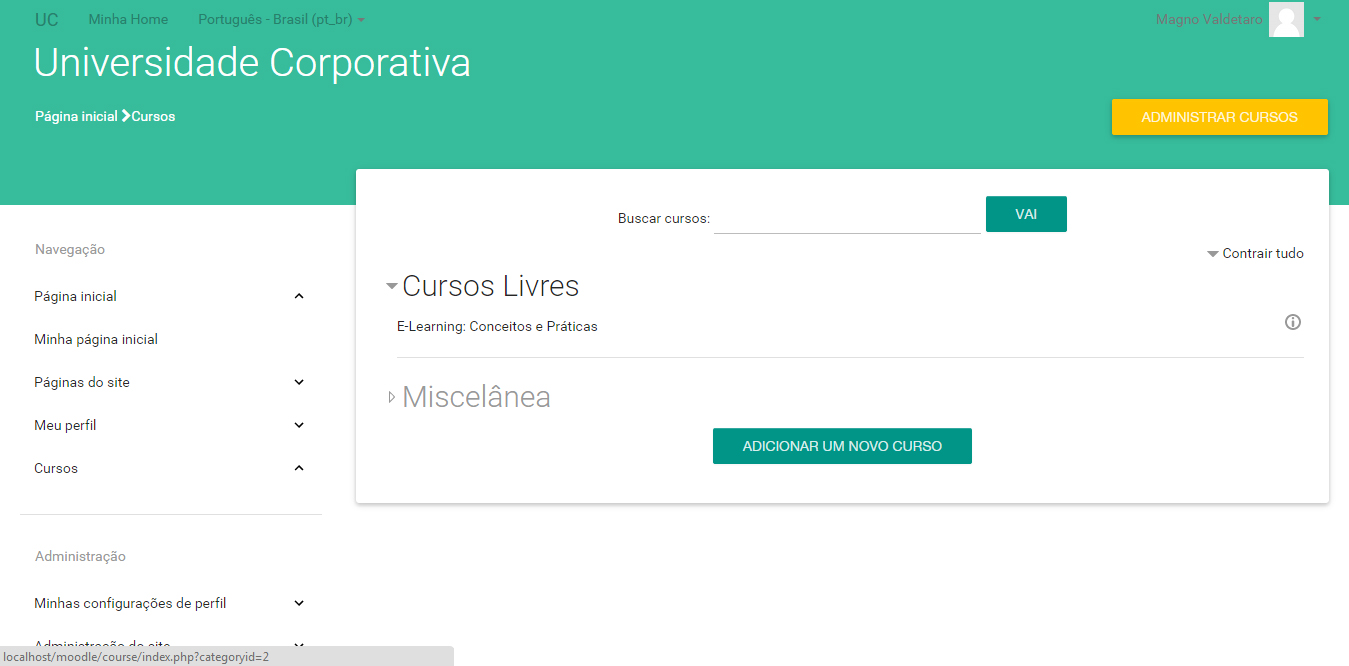 UC Minha Home Português - Brasil (pt_br) Magno Valdetaro
Universidade Corporativa
Página inicial Cursos
ADMINISTRAR CURSOS
Buscar cursos: VAI
Contrair tudo
Cursos Livres
E-Learning: Conceitos e Práticas
Miscelânea
ADICIONAR UM NOVO CURSO
Navegação
Página inicial
Minha página inicial
Páginas do site
Meu perfil
Cursos
Administração
Minhas configurações de perfil
Administração do site
localhost/moodle/course/index.php?categoryid=2